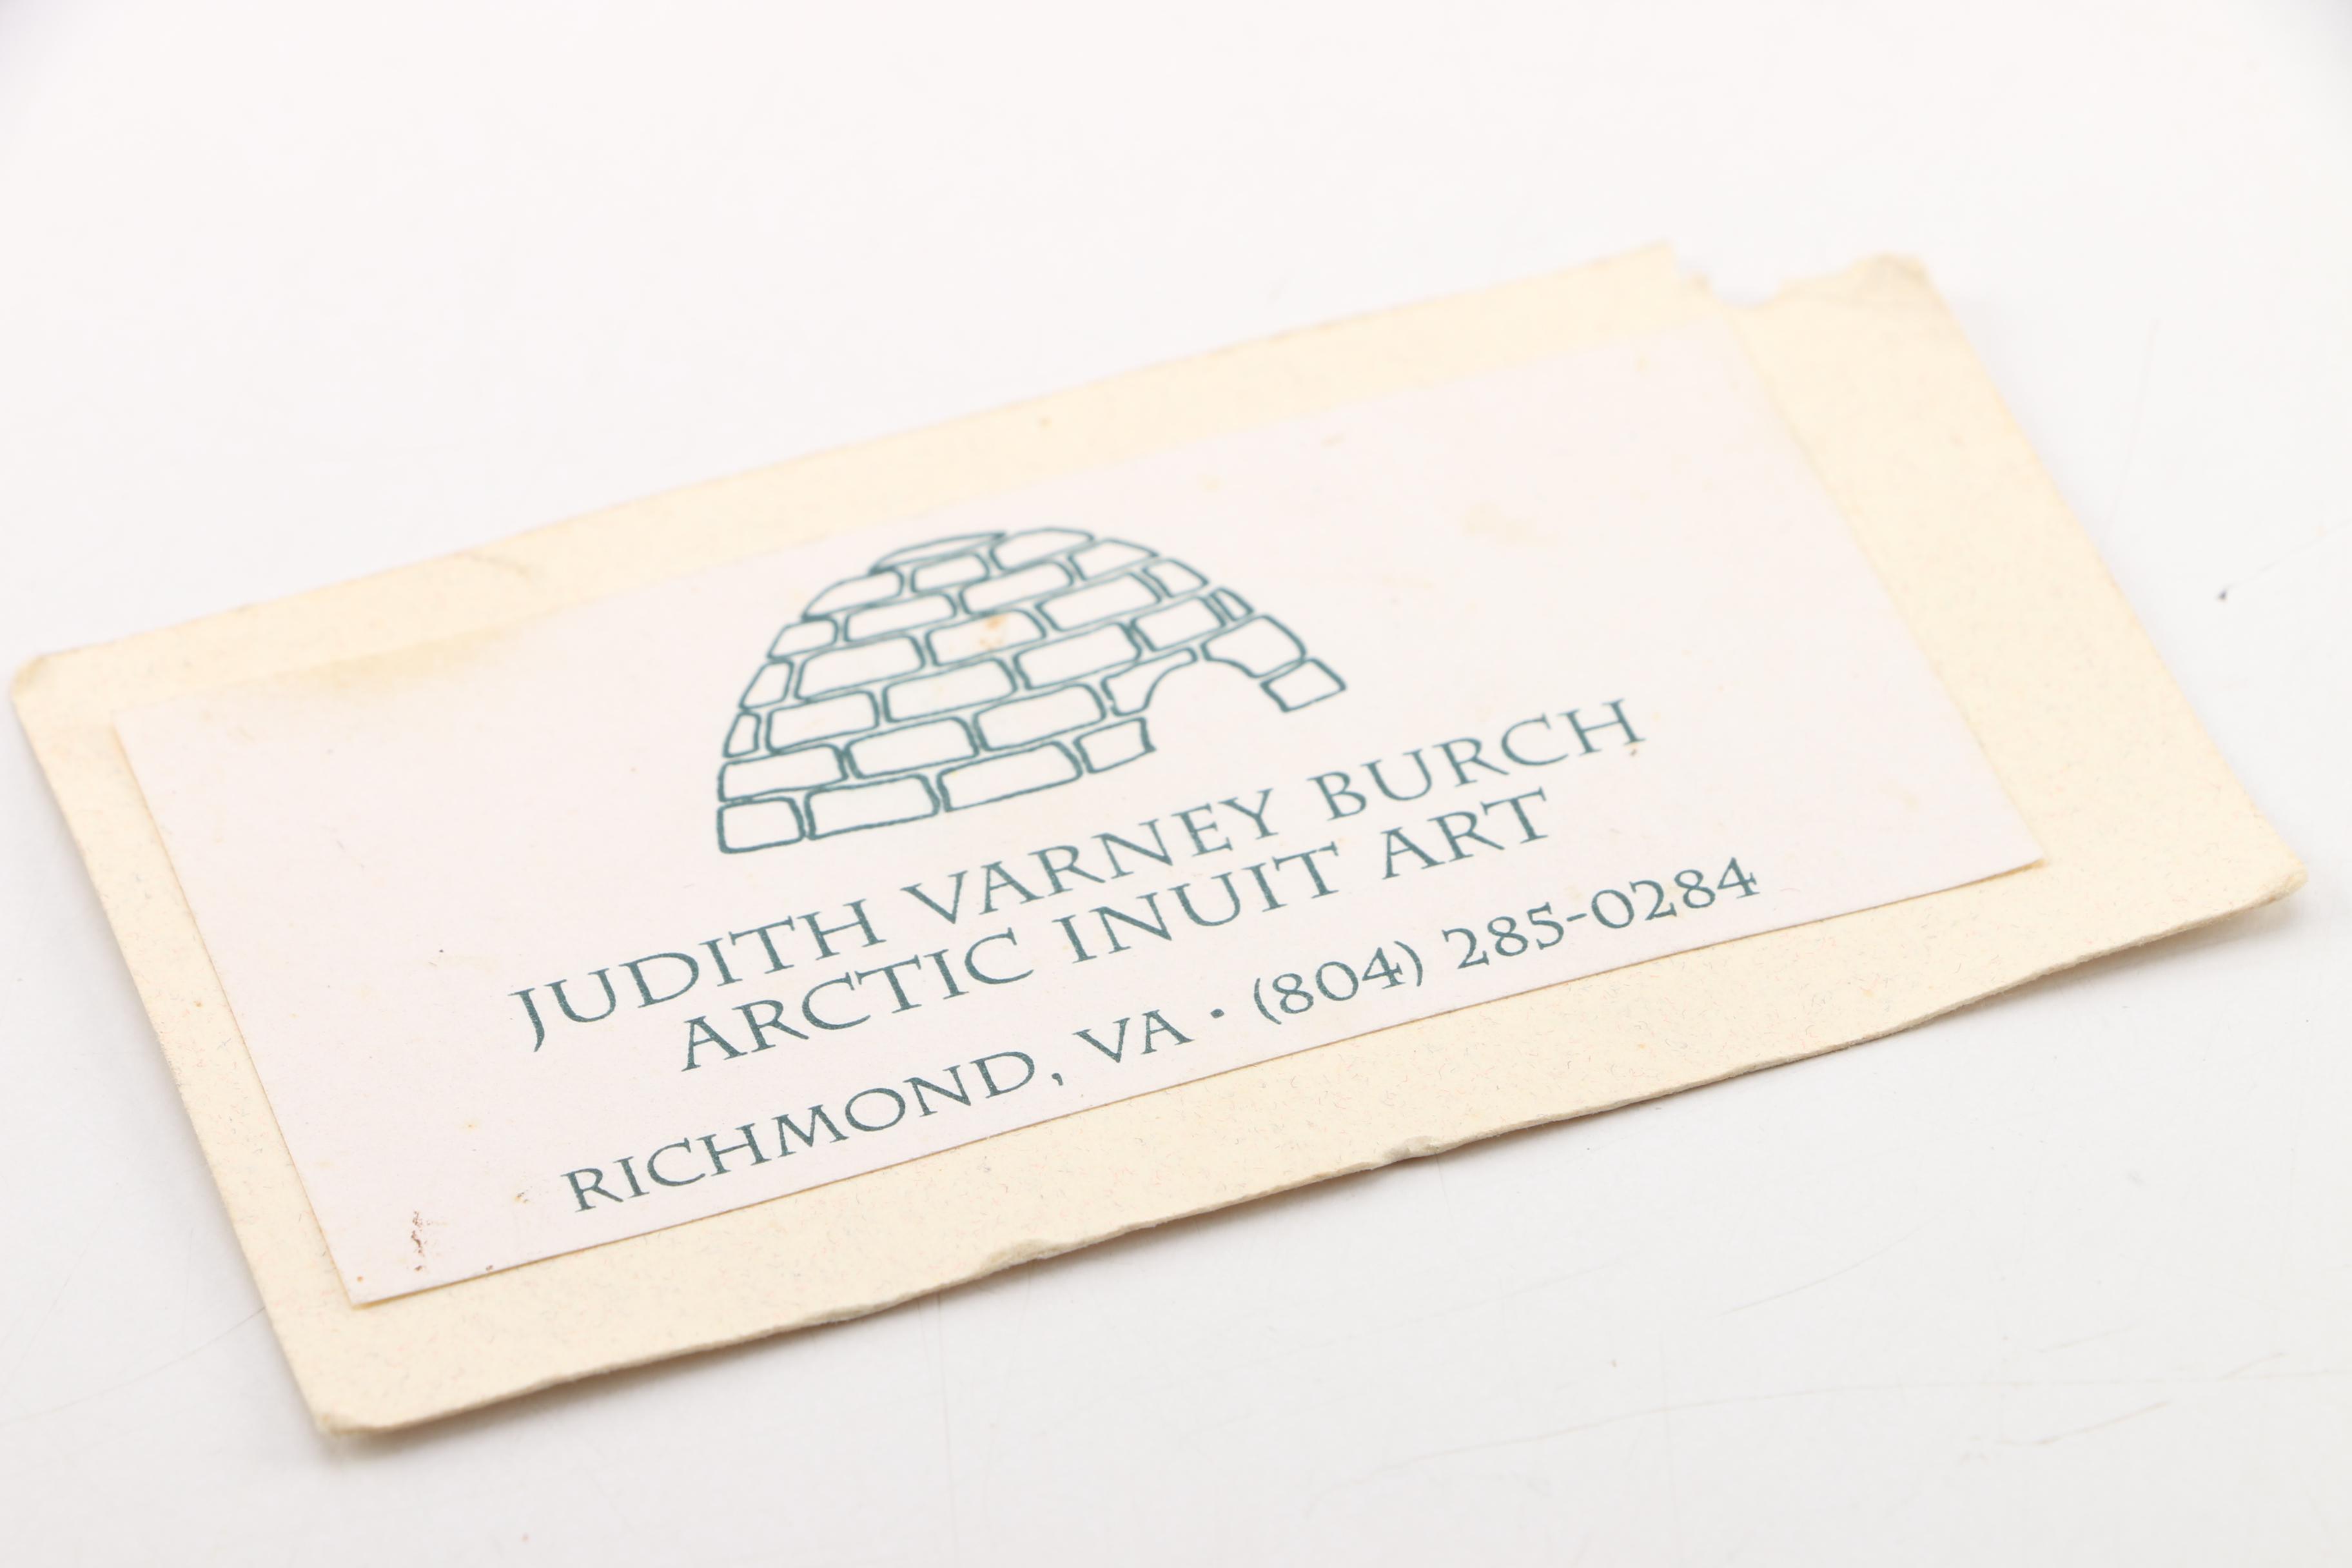 JUDITH VARNEY BURCH
ARCTIC INUIT ART
RICHMOND, VA • (804) 285-0284